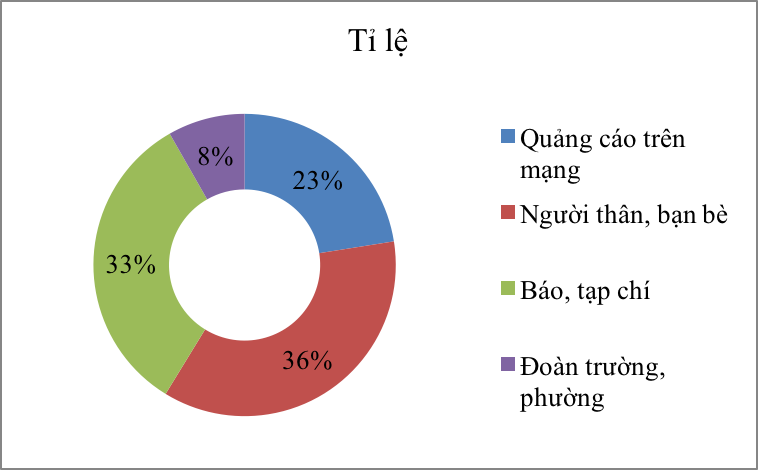 Tỉ lệ
8%
23%
33%
36%
Quảng cáo trên
mạng
Người thân, bạn bè
Báo, tạp chí
Đoàn trường,
phường